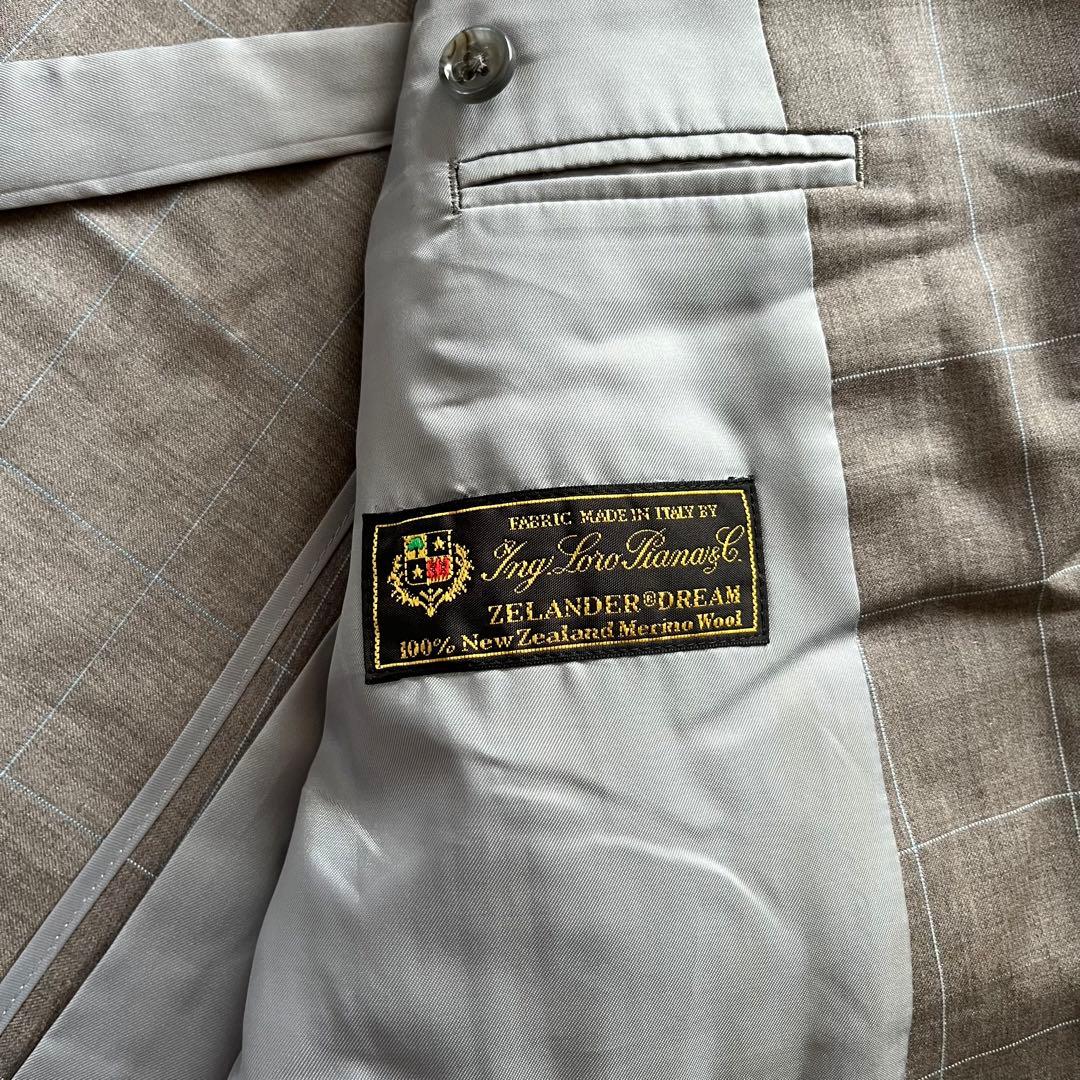 FABRIC MADE IN ITALY BY
Ing Loro Piana & C.
ZELANDER®DREAM
100% New Zealand Merino Wool